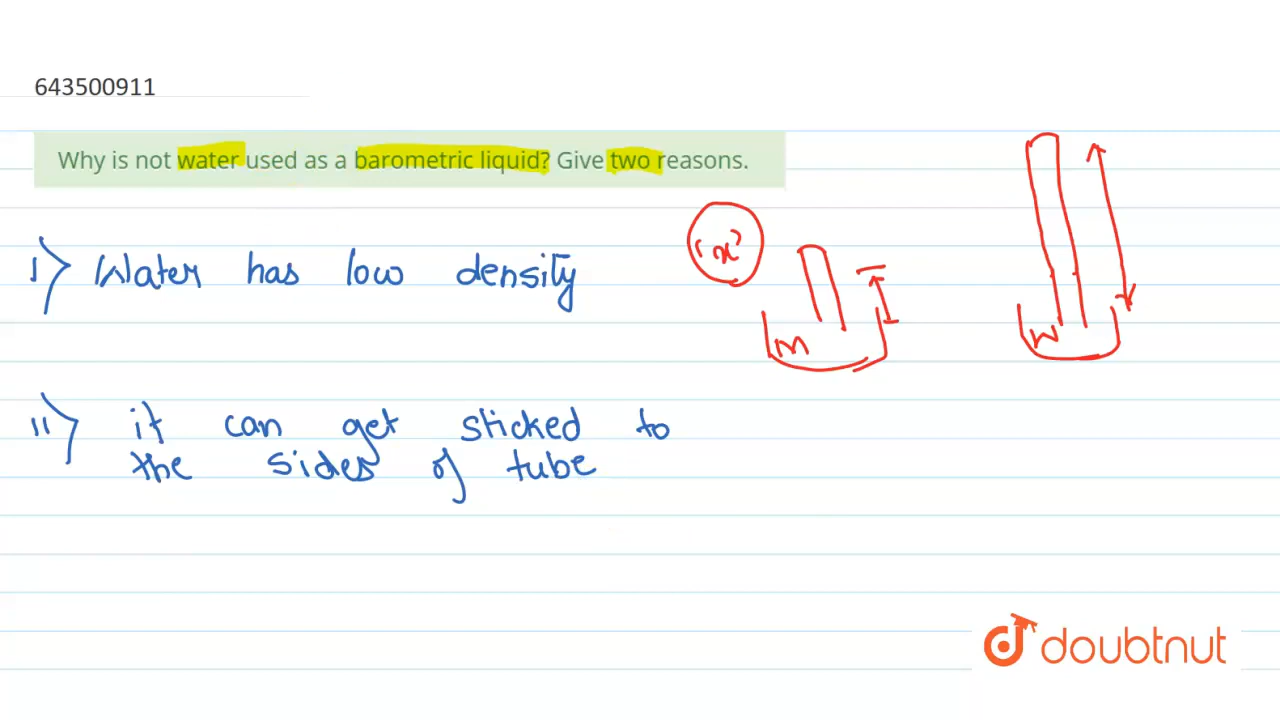 643500911
Why is not water used as a barometric liquid? Give two reasons.
i) Water has low density
ii) it can get sticked to
the sides of tube
'x'
M
W
doubtnut